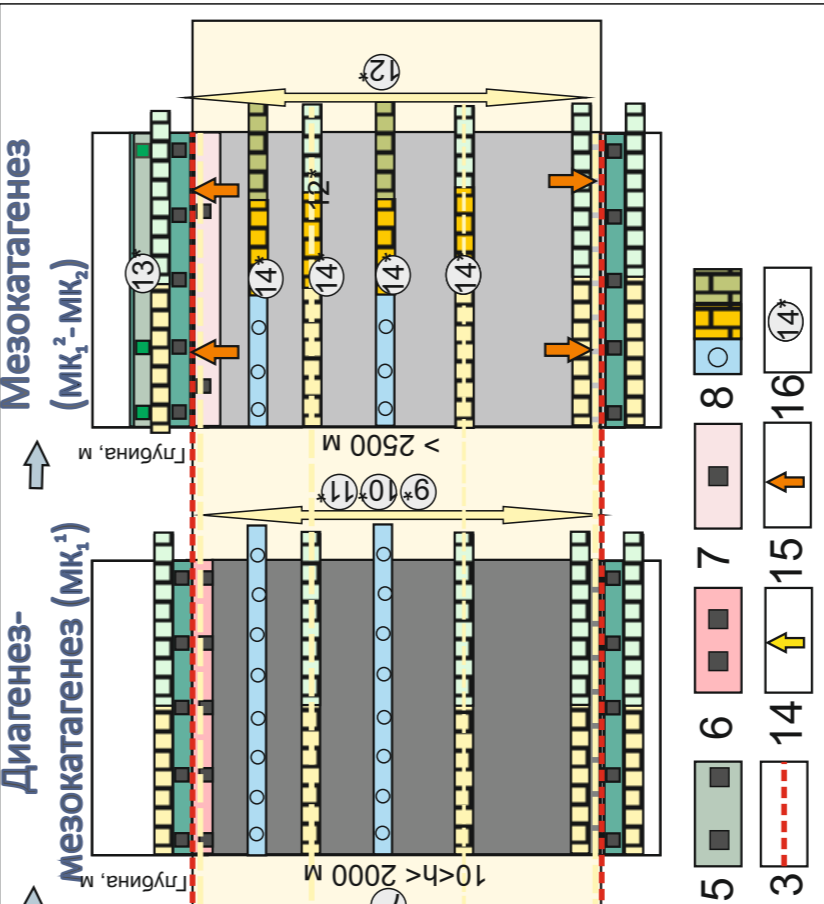 Диагенез-
мезокатагенез (МК₁¹)
Глубина, м
10<h< 2000 м
9* 10* 11*
Мезокатагенез
(МК₁²-МК₂)
Глубина, м
> 2500 м
13*
14*
14*
12*
14*
14*
12*
5 6 7 8
3 14 15 16 14*